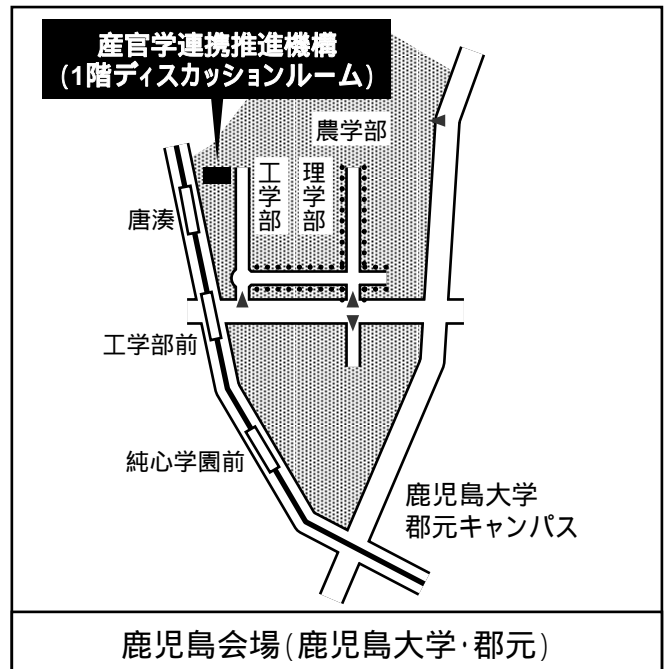 産官学連携推進機構
(1階ディスカッションルーム)
農学部
工学部
理学部
唐湊
工学部前
純心学園前
鹿児島大学
郡元キャンパス
鹿児島会場(鹿児島大学・郡元)